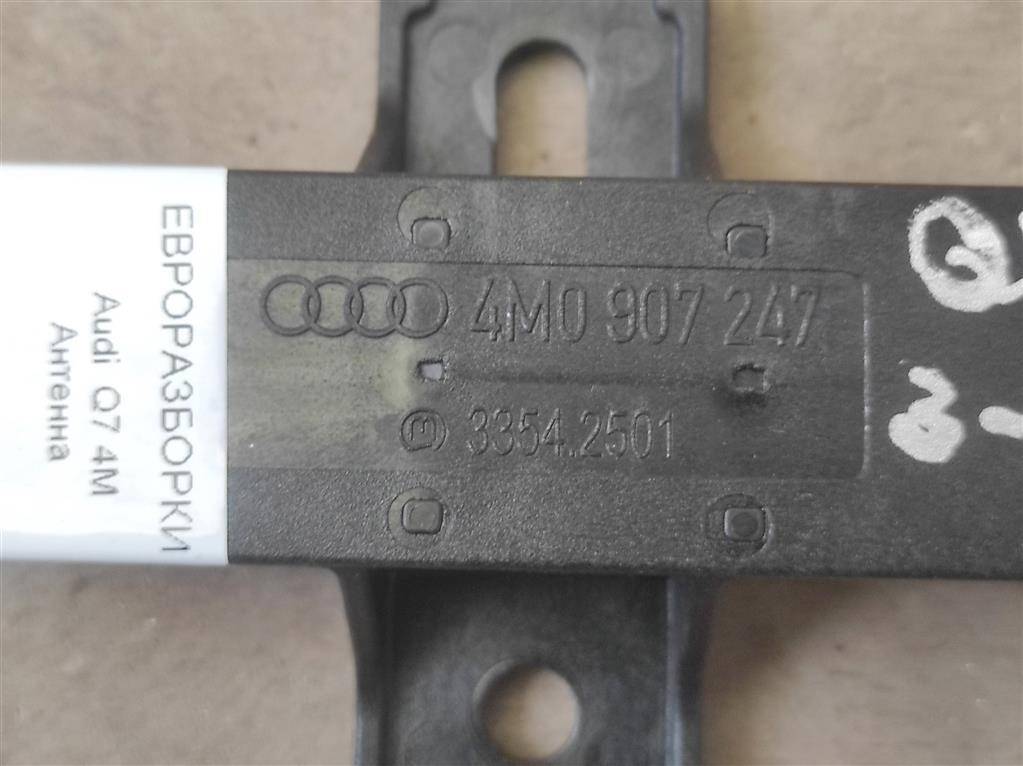 ЕВРОРАЗБОРКИ
Audi Q7 4M
Антенна
4M0 907 247
3354.2501